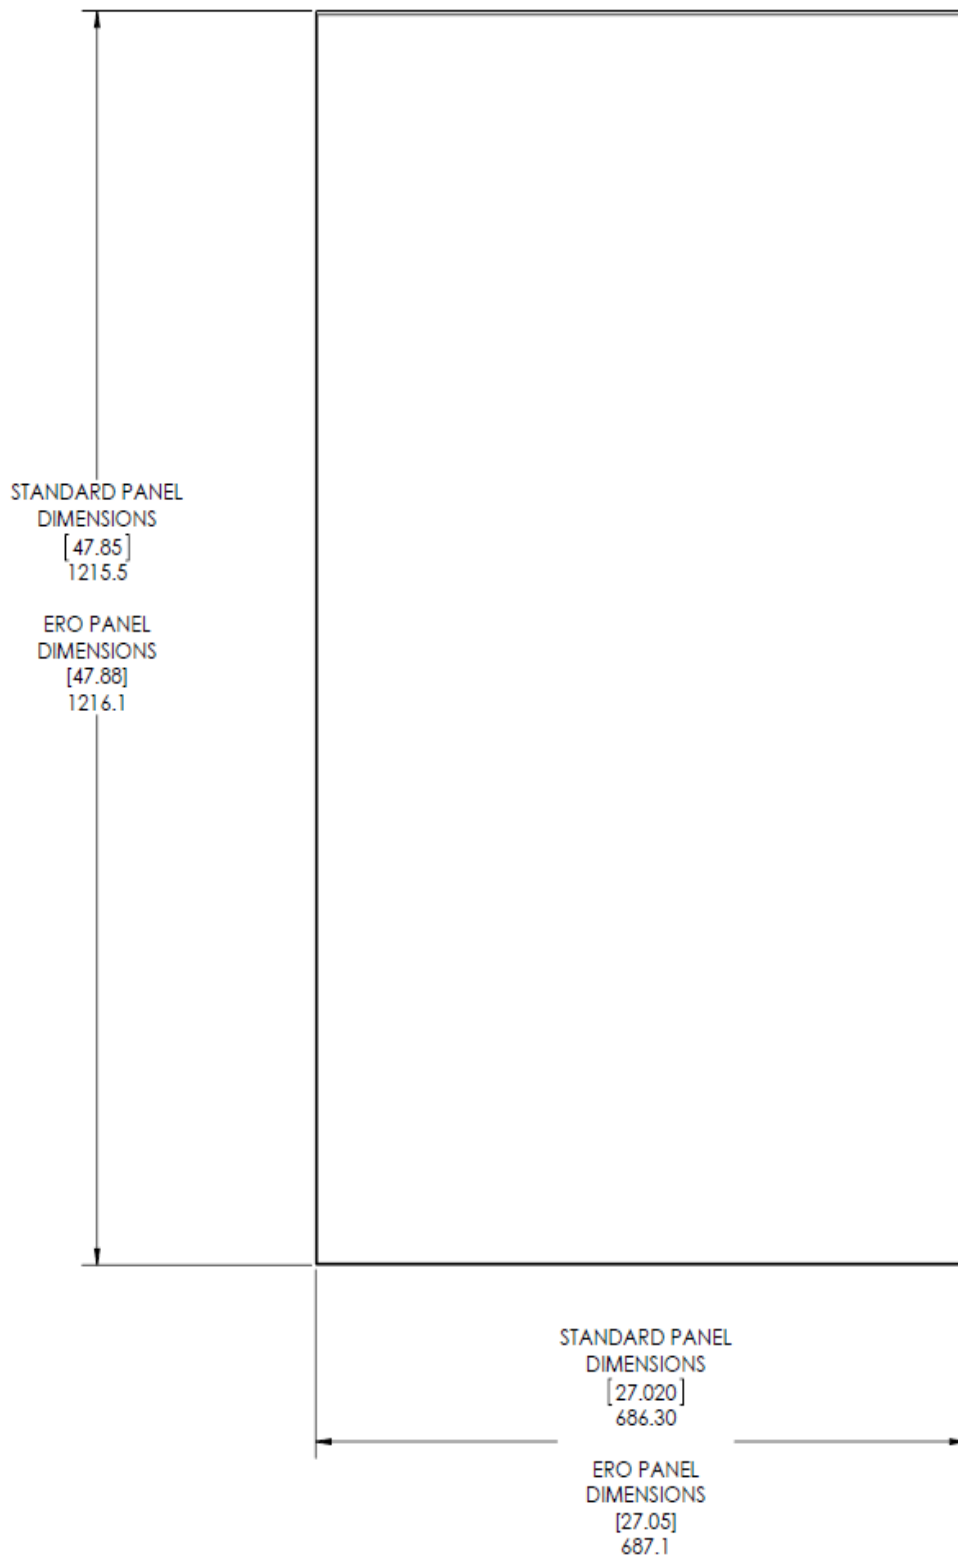 STANDARD PANEL
DIMENSIONS
[47.85]
1215.5
ERO PANEL
DIMENSIONS
[47.88]
1216.1
STANDARD PANEL
DIMENSIONS
[27.020]
686.30
ERO PANEL
DIMENSIONS
[27.05]
687.1